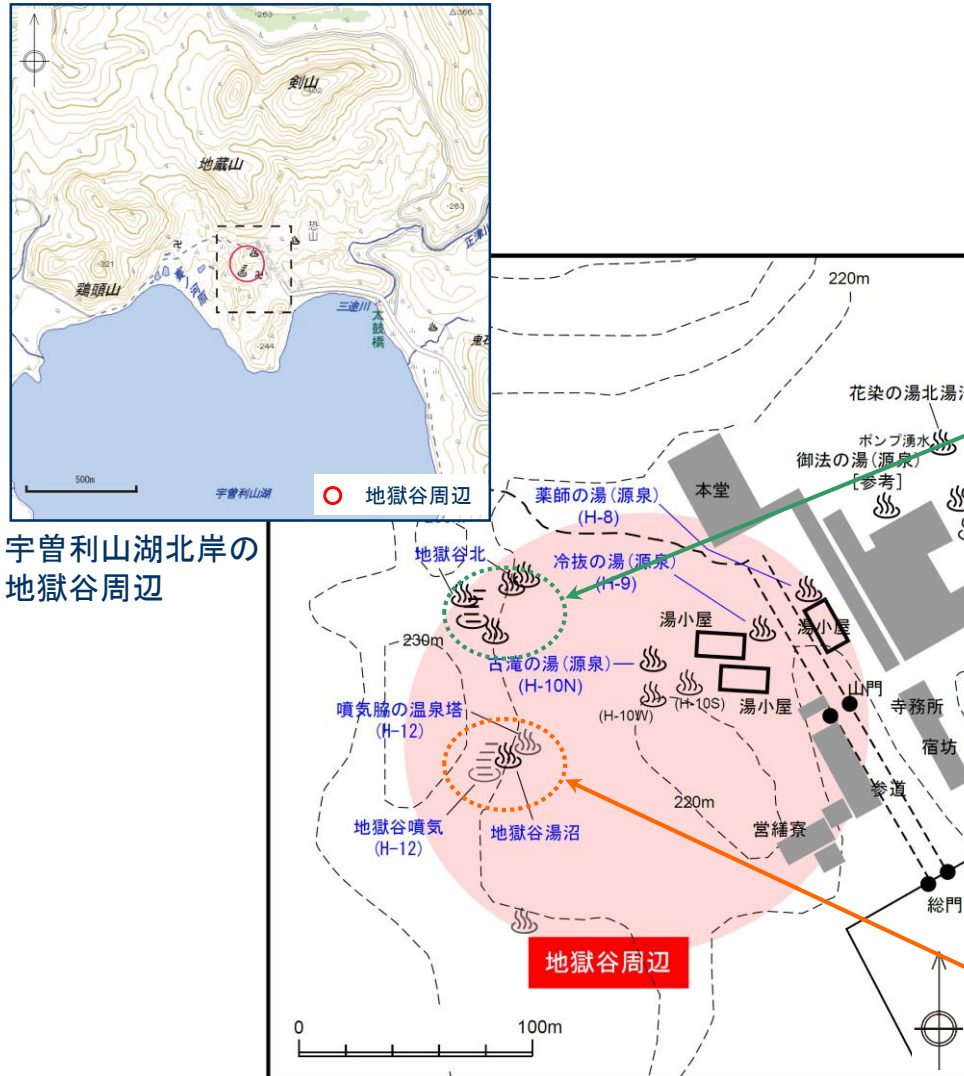 ・263
△366.3
剣山
地蔵山
恐山
・263
正津川
・321
鶏頭山
三途川
太鼓橋
・244
500m
宇曽利山湖
地獄谷周辺
宇曽利山湖北岸の
地獄谷周辺
220m
花染の湯北湯
ポンプ湧水
御法の湯(源泉)
[参考]
本堂
薬師の湯(源泉)
(H-8)
地獄谷北
冷抜の湯(源泉)
(H-9)
湯小屋
湯小屋
230m
古滝の湯(源泉)
(H-10N)
(H-10W)
(H-10S)
湯小屋
山門
寺務所
宿坊
噴気脇の温泉塔
(H-12)
参道
220m
地獄谷噴気
(H-12)
地獄谷湯沼
営繕寮
総門
地獄谷周辺
0
100m